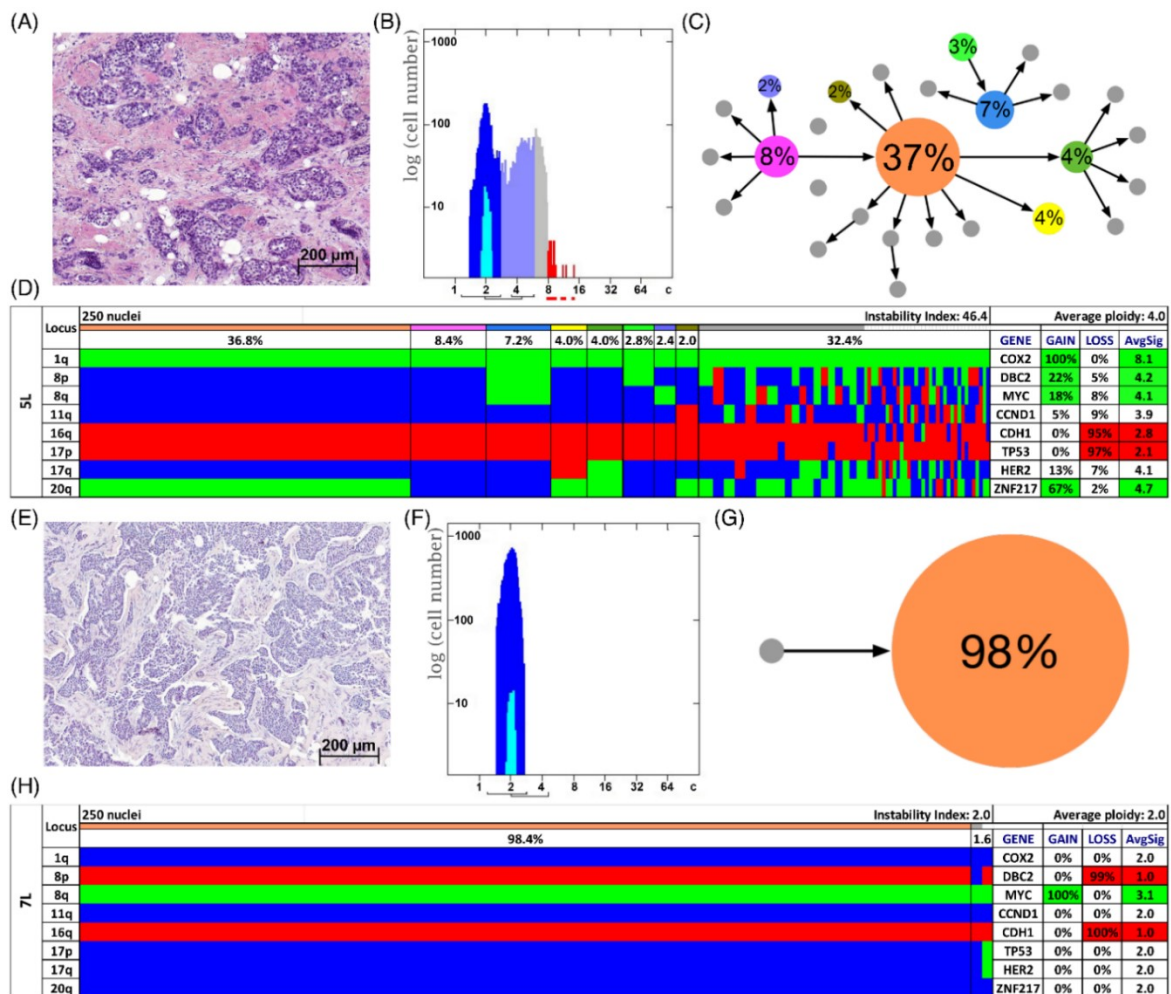 (A)
200 µm
(B)
log (cell number)
1000
100
10
1 2 4 8 16 32 64 c
(C)
3%
2% 2% 7%
8% 37% 4%
4%
(D)
5L
Locus 250 nuclei Instability Index: 46.4 Average ploidy: 4.0
36.8% 8.4% 7.2% 4.0% 4.0% 2.8% 2.4 2.0 32.4% GENE GAIN LOSS AvgSig
1q COX2 100% 0% 8.1
8p DBC2 22% 5% 4.2
8q MYC 18% 8% 4.1
11q CCND1 5% 9% 3.9
16q CDH1 0% 95% 2.8
17p TP53 0% 97% 2.1
17q HER2 13% 7% 4.1
20q ZNF217 67% 2% 4.7
(E)
200 µm
(F)
log (cell number)
1000
100
10
1 2 4 8 16 32 64 c
(G)
98%
(H)
7L
Locus 250 nuclei Instability Index: 2.0 Average ploidy: 2.0
98.4% 1.6 GENE GAIN LOSS AvgSig
1q COX2 0% 0% 2.0
8p DBC2 0% 99% 1.0
8q MYC 100% 0% 3.1
11q CCND1 0% 0% 2.0
16q CDH1 0% 100% 1.0
17p TP53 0% 0% 2.0
17q HER2 0% 0% 2.0
20q ZNF217 0% 0% 2.0